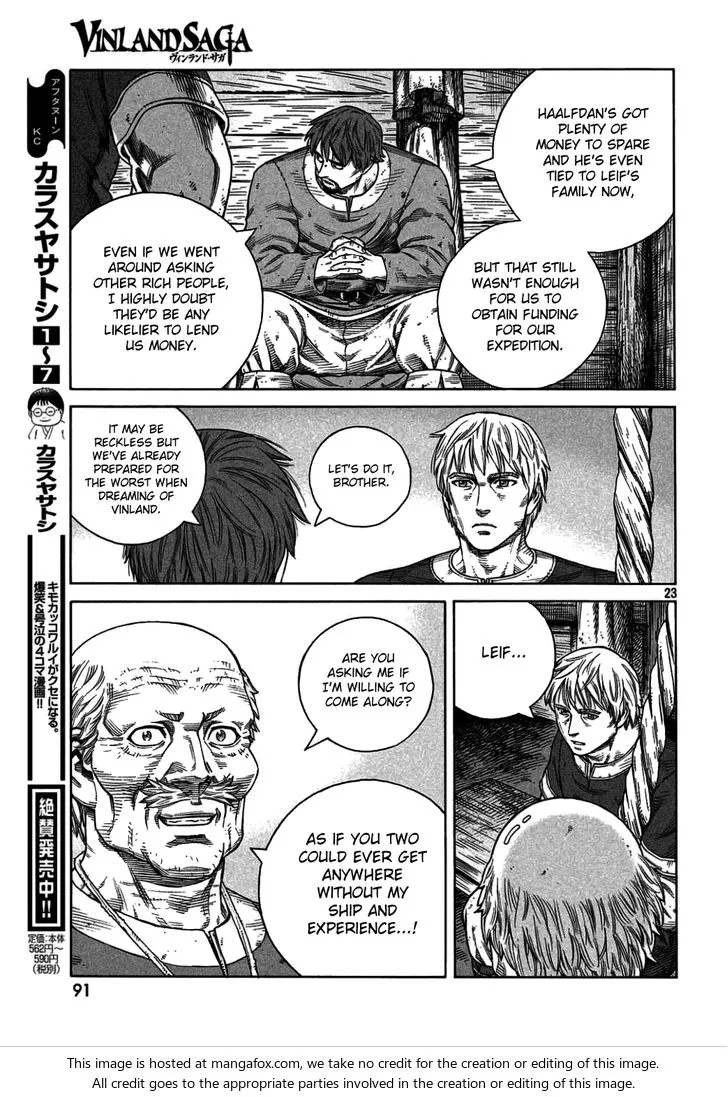 VINLAND SAGA
ヴィンランド・サガ
HAALFDAN'S GOT
PLENTY OF
MONEY TO SPARE
AND HE'S EVEN
TIED TO LEIF'S
FAMILY NOW,
BUT THAT STILL
WASN'T ENOUGH
FOR US TO
OBTAIN FUNDING
FOR OUR
EXPEDITION.
EVEN IF WE WENT
AROUND ASKING
OTHER RICH PEOPLE,
I HIGHLY DOUBT
THEY'D BE ANY
LIKELIER TO LEND
US MONEY.
LET'S DO IT,
BROTHER.
IT MAY BE
RECKLESS BUT
WE'VE ALREADY
PREPARED FOR
THE WORST WHEN
DREAMING OF
VINLAND.
23
LEIF...
ARE YOU
ASKING ME IF
I'M WILLING TO
COME ALONG?
AS IF YOU TWO
COULD EVER GET
ANYWHERE
WITHOUT MY
SHIP AND
EXPERIENCE...!
アフタヌーン
KC
カラスヤサトシ
1〜7
カラスヤサトシ
キモカッコワルイがクセになる。
爆笑&号泣の4コマ漫画!!
絶賛発売中!!
定価:本体
562円〜
590円
(税別)
91
This image is hosted at mangafox.com, we take no credit for the creation or editing of this image.
All credit goes to the appropriate parties involved in the creation or editing of this image.